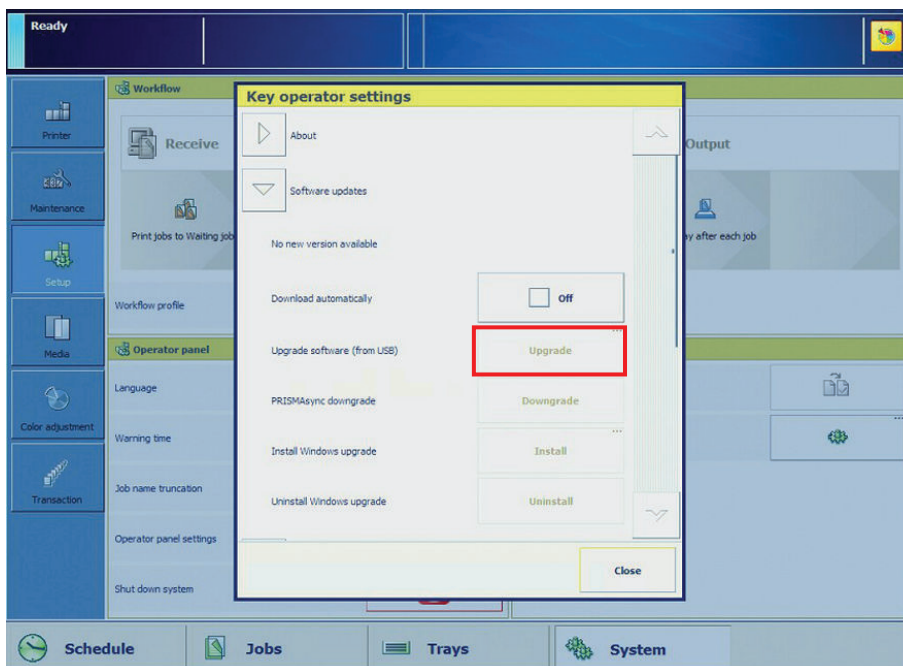 Ready
Workflow
Key operator settings
Printer
Receive
About
Output
Maintenance
Software updates
Print jobs to Waiting job
No new version available
ay after each job
Setup
Workflow profile
Download automatically
Off
Media
Operator panel
Upgrade software (from USB)
Upgrade
Language
PRISMAsync downgrade
Downgrade
Color adjustment
Warning time
Install Windows upgrade
Install
Transaction
Job name truncation
Uninstall Windows upgrade
Uninstall
Operator panel settings
Close
Shut down system
Schedule
Jobs
Trays
System